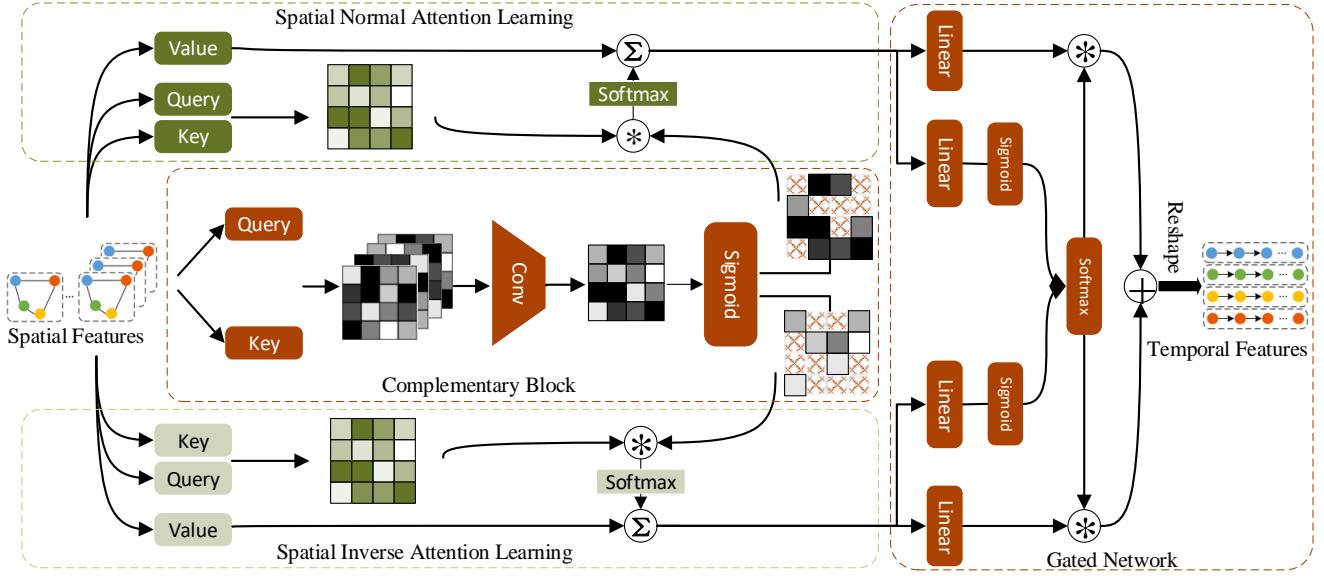 Spatial Normal Attention Learning
Value
Query
Key
Softmax
Σ
Spatial Features
...
Query
Key
Conv
Sigmoid
Complementary Block
Key
Query
Value
Softmax
Σ
Spatial Inverse Attention Learning
Linear
Linear
Sigmoid
Softmax
Linear
Sigmoid
Linear
Gated Network
Reshape
...
...
...
...
Temporal Features